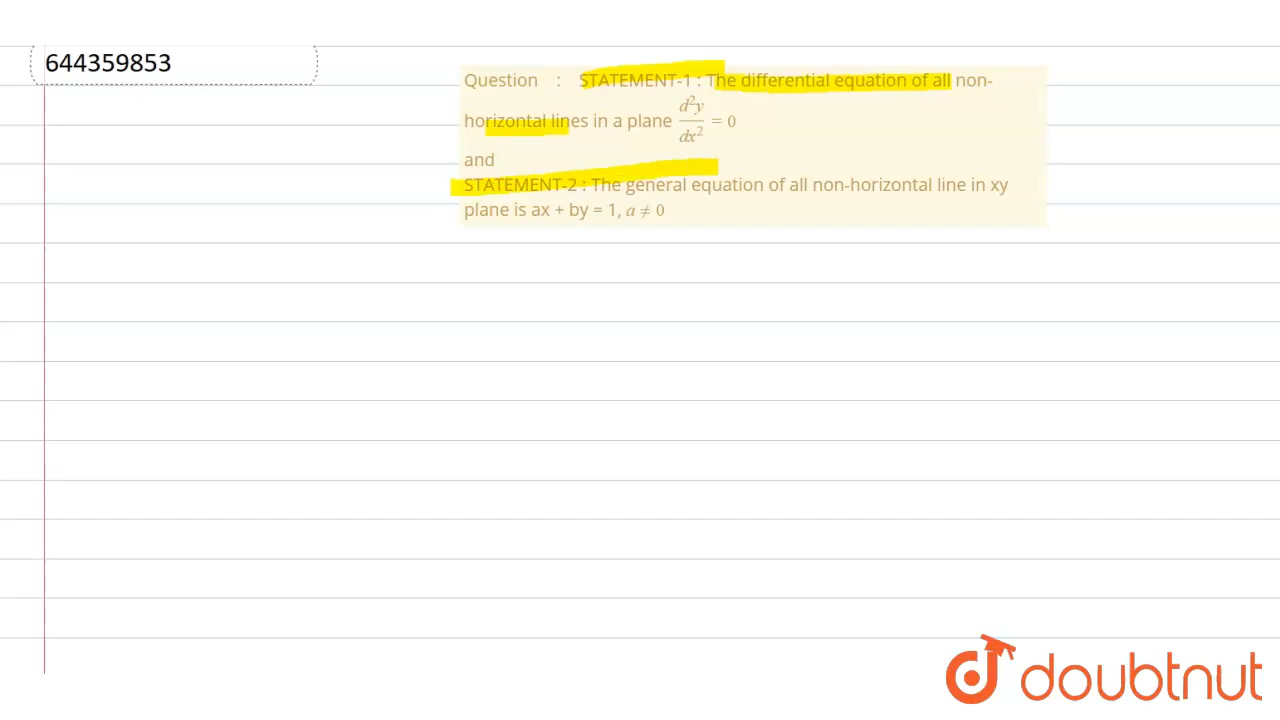 644359853
Question : STATEMENT-1 : The differential equation of all non-
horizontal lines in a plane d²y/dx² = 0
and
STATEMENT-2 : The general equation of all non-horizontal line in xy
plane is ax + by = 1, a ≠ 0
doubtnut